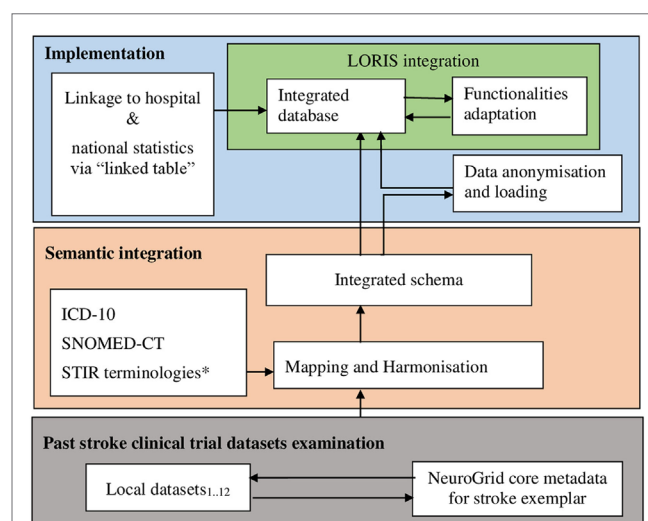 Implementation
LORIS integration
Linkage to hospital
&
national statistics
via “linked table”
Integrated
database
Functionalities
adaptation
Data anonymisation
and loading
Semantic integration
Integrated schema
ICD-10
SNOMED-CT
STIR terminologies*
Mapping and Harmonisation
Past stroke clinical trial datasets examination
Local datasets1..12
NeuroGrid core metadata
for stroke exemplar